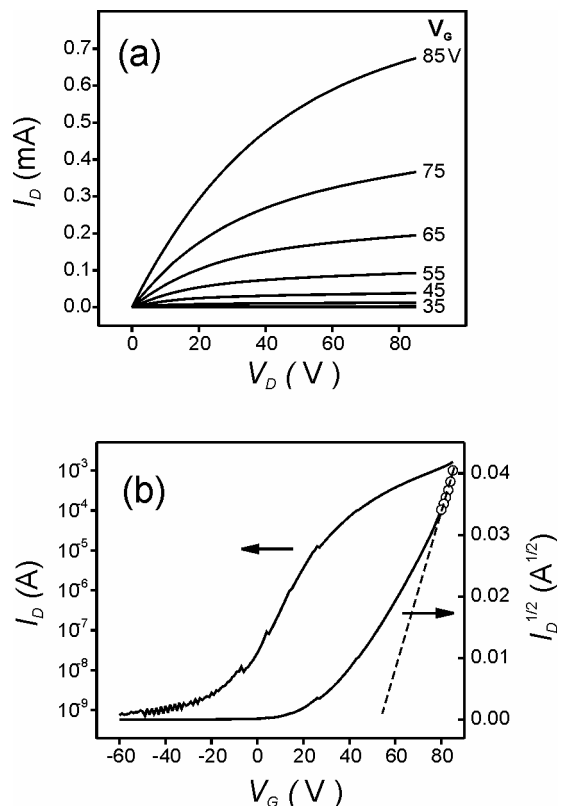 V_G
(a)
85 V
75
65
55
45
35
0.7
0.6
0.5
0.4
0.3
0.2
0.1
0.0
I_D (mA)
0 20 40 60 80
V_D ( V )
(b)
10⁻³
10⁻⁴
10⁻⁵
10⁻⁶
10⁻⁷
10⁻⁸
10⁻⁹
I_D (A)
0.04
0.03
0.02
0.01
0.00
I_D^1/2 (A^1/2)
-60 -40 -20 0 20 40 60 80
V_G ( V )